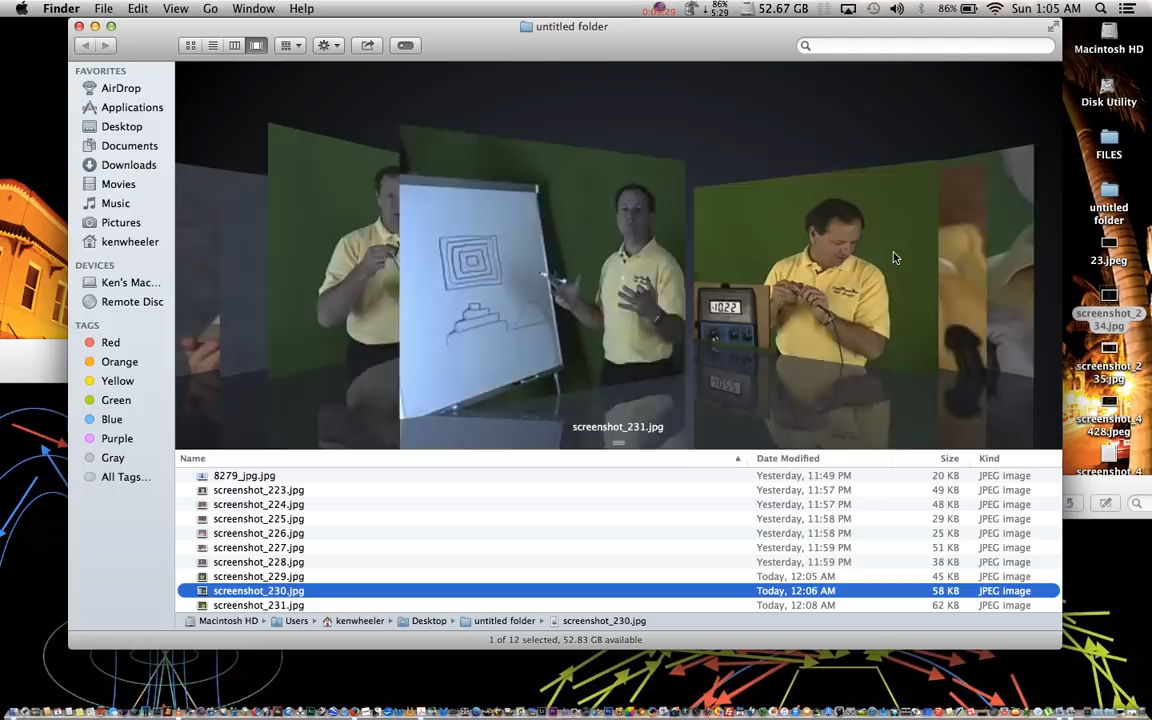 Finder File Edit View Go Window Help
0:05:29 86% 5:29 52.67 GB 86% Sun 1:05 AM
untitled folder
FAVORITES
AirDrop
Applications
Desktop
Documents
Downloads
Movies
Music
Pictures
kenwheeler
DEVICES
Ken's Mac...
Remote Disc
TAGS
Red
Orange
Yellow
Green
Blue
Purple
Gray
All Tags...
-10.22
screenshot_231.jpg
Name Date Modified Size Kind
8279_jpg.jpg Yesterday, 11:49 PM 20 KB JPEG image
screenshot_223.jpg Yesterday, 11:57 PM 49 KB JPEG image
screenshot_224.jpg Yesterday, 11:57 PM 48 KB JPEG image
screenshot_225.jpg Yesterday, 11:58 PM 29 KB JPEG image
screenshot_226.jpg Yesterday, 11:58 PM 25 KB JPEG image
screenshot_227.jpg Yesterday, 11:59 PM 51 KB JPEG image
screenshot_228.jpg Yesterday, 11:59 PM 38 KB JPEG image
screenshot_229.jpg Today, 12:05 AM 45 KB JPEG image
screenshot_230.jpg Today, 12:06 AM 58 KB JPEG image
screenshot_231.jpg Today, 12:08 AM 62 KB JPEG image
Macintosh HD Users kenwheeler Desktop untitled folder screenshot_230.jpg
1 of 12 selected, 52.83 GB available
Macintosh HD
Disk Utility
FILES
untitled
folder
23.jpeg
screenshot_2
34.jpg
screenshot_2
35.jpg
screenshot_4
428.jpeg
screenshot_4